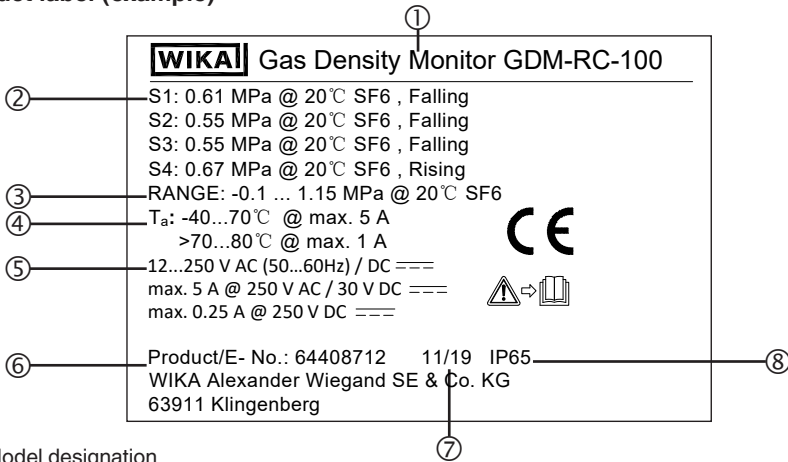 (example)
①
WIKA Gas Density Monitor GDM-RC-100
② S1: 0.61 MPa @ 20℃ SF6 , Falling
S2: 0.55 MPa @ 20℃ SF6 , Falling
S3: 0.55 MPa @ 20℃ SF6 , Falling
S4: 0.67 MPa @ 20℃ SF6 , Rising
③ RANGE: -0.1 ... 1.15 MPa @ 20℃ SF6
④ Ta: -40...70℃ @ max. 5 A
>70...80℃ @ max. 1 A
CE
⑤ 12...250 V AC (50...60Hz) / DC
max. 5 A @ 250 V AC / 30 V DC
max. 0.25 A @ 250 V DC
⑥ Product/E- No.: 64408712 11/19 IP65 ⑧
WIKA Alexander Wiegand SE & Co. KG
63911 Klingenberg
⑦
designation